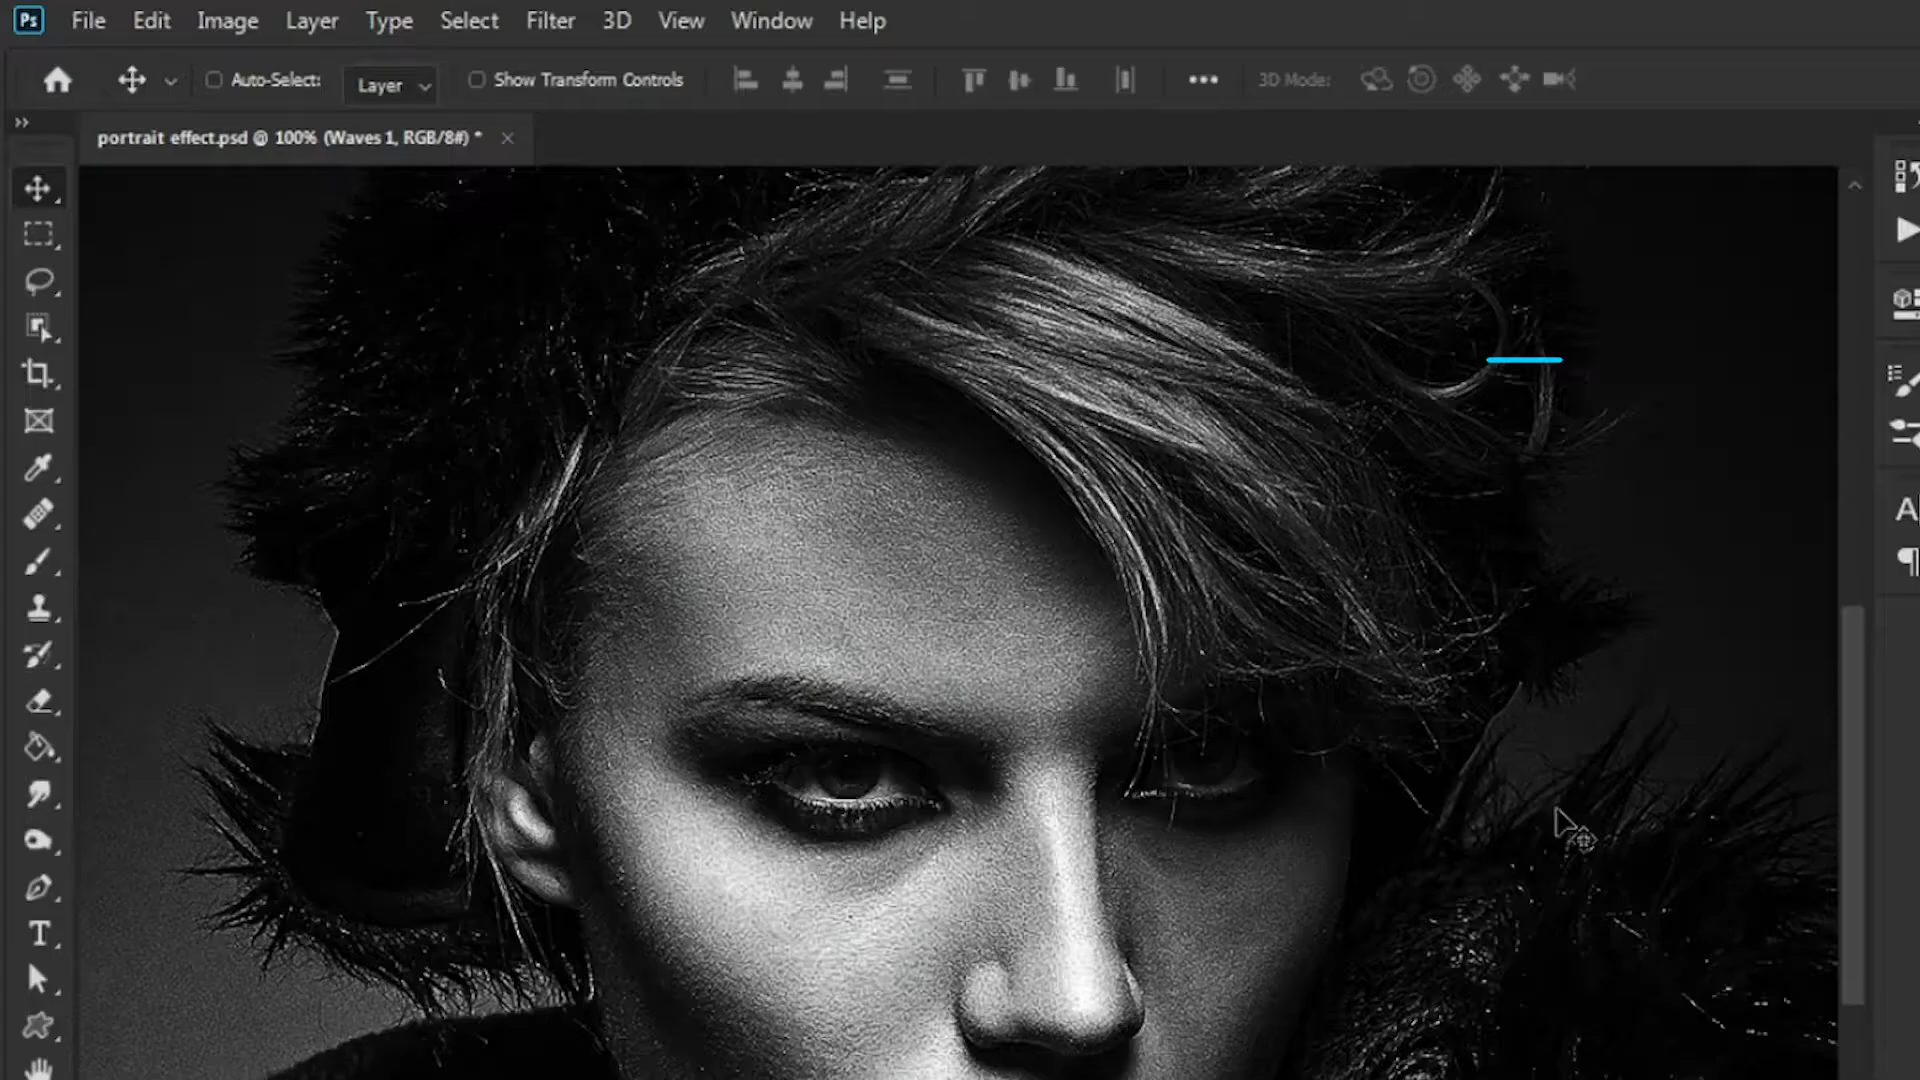 Ps File Edit Image Layer Type Select Filter 3D View Window Help
Auto-Select: Layer Show Transform Controls 3D Mode:
portrait effect.psd @ 100% (Waves 1, RGB/8#) *